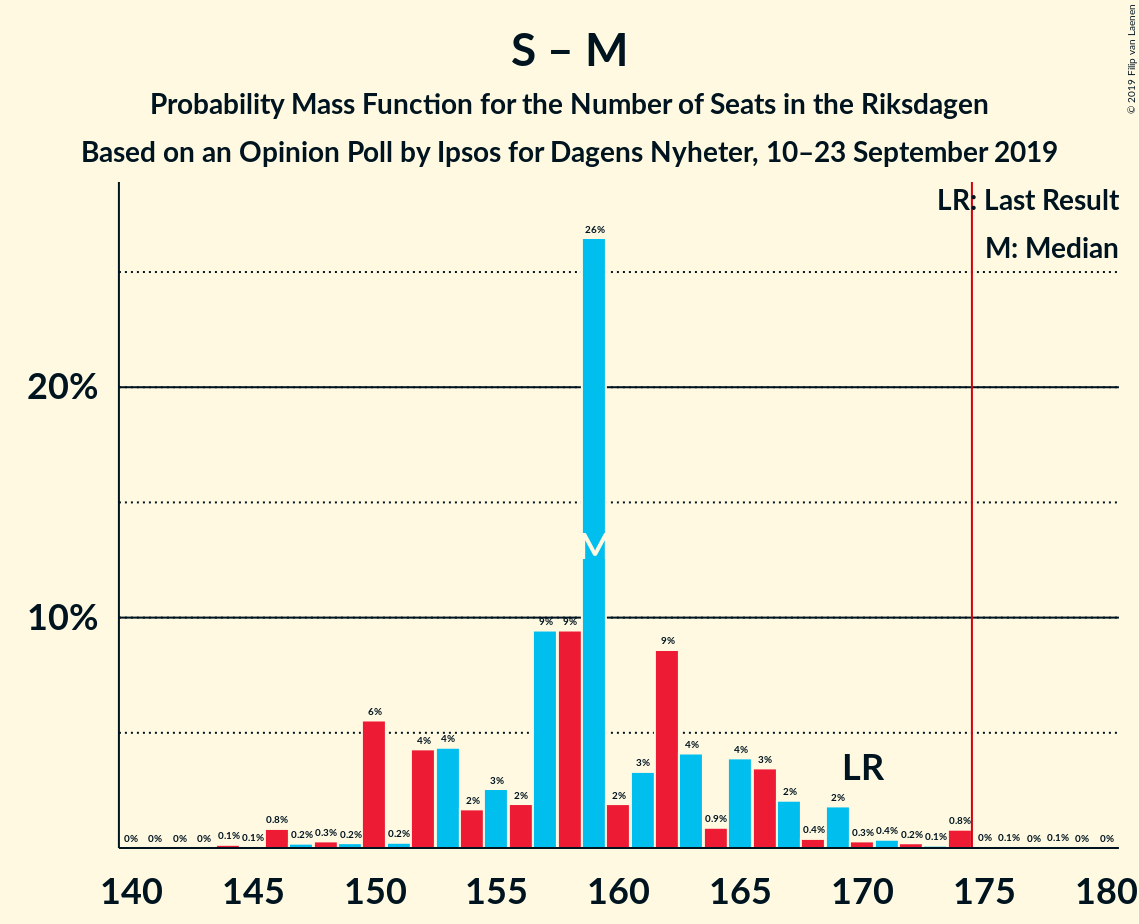 © 2019 Filip van Laenen
S – M
Probability Mass Function for the Number of Seats in the Riksdagen
Based on an Opinion Poll by Ipsos for Dagens Nyheter, 10–23 September 2019
LR: Last Result
M: Median
20%
10%
0% 0% 0% 0% 0.1% 0.1% 0.8% 0.2% 0.3% 0.2% 6% 0.2% 4% 4% 2% 3% 2% 9% 9% 26% 2% 3% 9% 4% 0.9% 4% 3% 2% 0.4% 2% 0.3% 0.4% 0.2% 0.1% 0.8% 0% 0.1% 0% 0.1% 0% 0%
M
LR
140 145 150 155 160 165 170 175 180